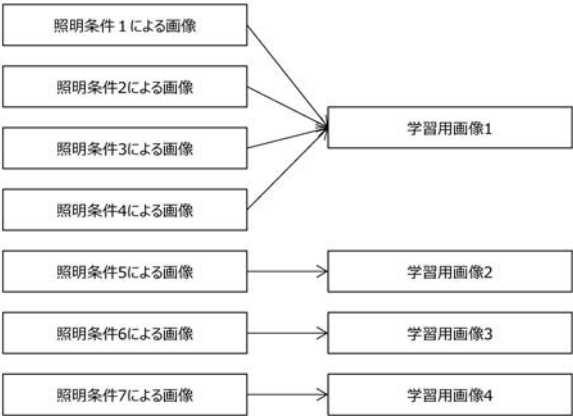 照明条件１による画像
照明条件2による画像
照明条件3による画像
照明条件4による画像
学習用画像1
照明条件5による画像
学習用画像2
照明条件6による画像
学習用画像3
照明条件7による画像
学習用画像4